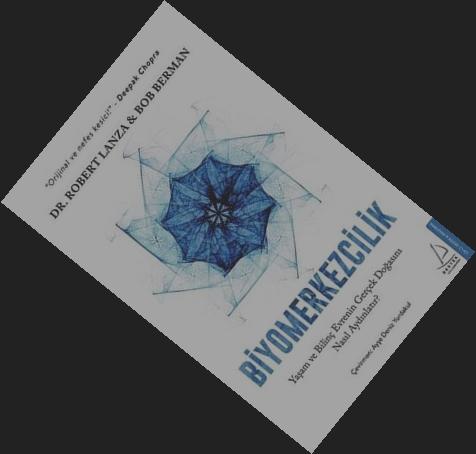 "Orijinal ve nefes kesici!" - Deepak Chopra
DR. ROBERT LANZA & BOB BERMAN
BİYOMERKEZCİLİK
Yaşam ve Bilinç Evrenin Gerçek Doğasını
Nasıl Aydınlatır?
Çevirmen: Ayşe Deniz Yurdakul
DESTEK